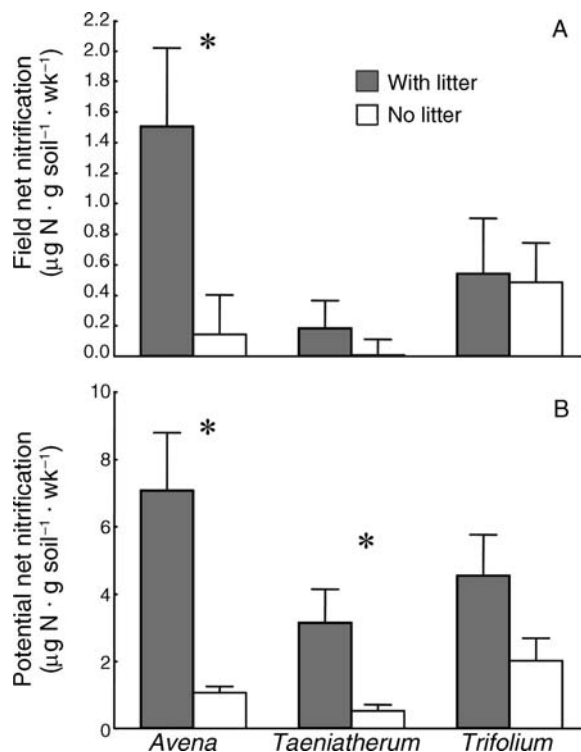 A
Field net nitrification
(µg N · g soil⁻¹ · wk⁻¹)
2.2
2.0
1.8
1.6
1.4
1.2
1.0
0.8
0.6
0.4
0.2
0.0
*
With litter
No litter
B
Potential net nitrification
(µg N · g soil⁻¹ · wk⁻¹)
10
8
6
4
2
0
*
*
Avena Taeniatherum Trifolium